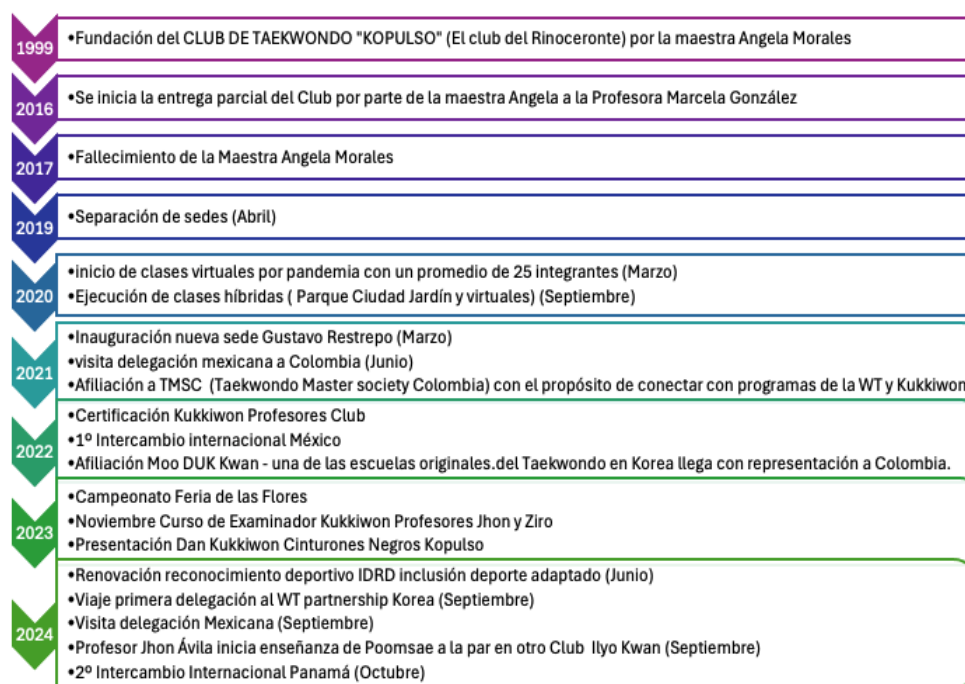 1999
•Fundación del CLUB DE TAEKWONDO "KOPULSO" (El club del Rinoceronte) por la maestra Angela Morales
2016
•Se inicia la entrega parcial del Club por parte de la maestra Angela a la Profesora Marcela González
2017
•Fallecimiento de la Maestra Angela Morales
2019
•Separación de sedes (Abril)
2020
•inicio de clases virtuales por pandemia con un promedio de 25 integrantes (Marzo)
•Ejecución de clases híbridas ( Parque Ciudad Jardín y virtuales) (Septiembre)
2021
•Inauguración nueva sede Gustavo Restrepo (Marzo)
•visita delegación mexicana a Colombia (Junio)
•Afiliación a TMSC (Taekwondo Master society Colombia) con el propósito de conectar con programas de la WT y Kukkiwon
2022
•Certificación Kukkiwon Profesores Club
•1º Intercambio internacional México
•Afiliación Moo DUK Kwan - una de las escuelas originales.del Taekwondo en Korea llega con representación a Colombia.
2023
•Campeonato Feria de las Flores
•Noviembre Curso de Examinador Kukkiwon Profesores Jhon y Ziro
•Presentación Dan Kukkiwon Cinturones Negros Kopulso
2024
•Renovación reconocimiento deportivo IDRD inclusión deporte adaptado (Junio)
•Viaje primera delegación al WT partnership Korea (Septiembre)
•Visita delegación Mexicana (Septiembre)
•Profesor Jhon Ávila inicia enseñanza de Poomsae a la par en otro Club Ilyo Kwan (Septiembre)
•2º Intercambio Internacional Panamá (Octubre)